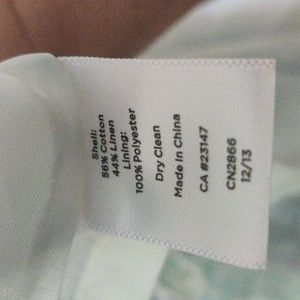 Shell:
56% Cotton
44% Linen
Lining:
100% Polyester
Dry Clean
Made in China
CA #23147
CN2866
12/13